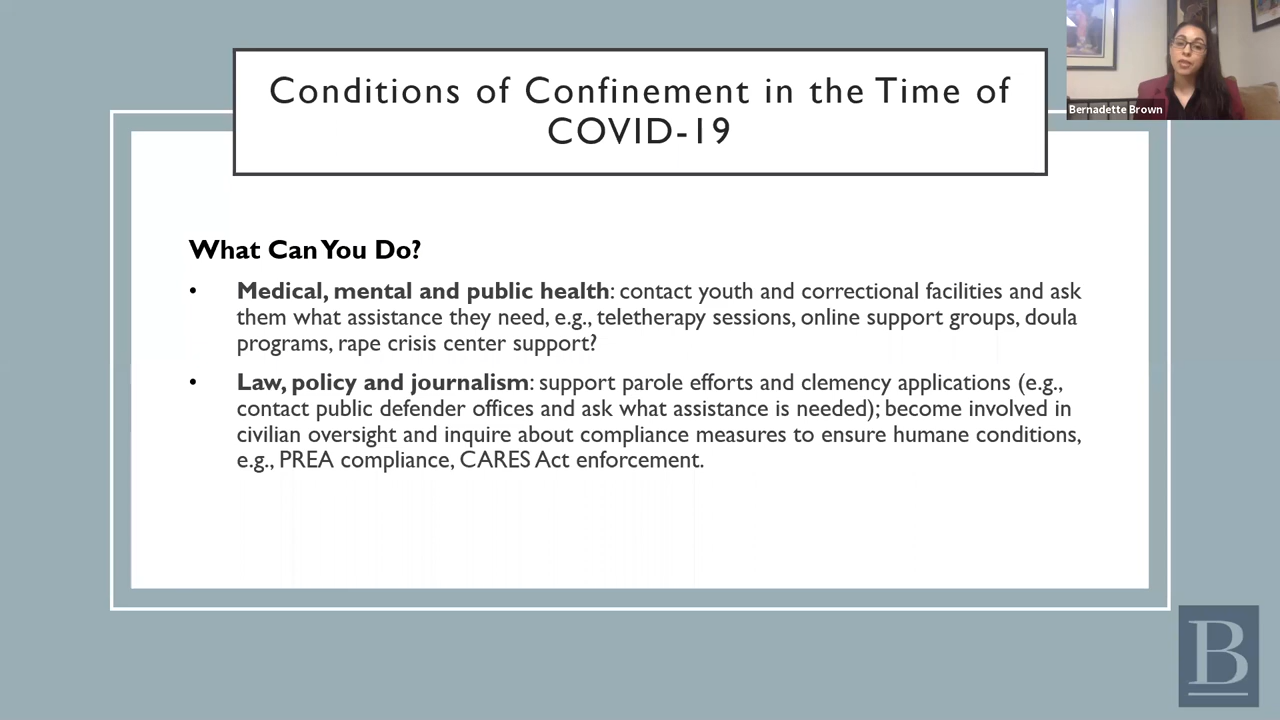 Conditions of Confinement in the Time of
COVID-19
Bernadette Brown
What Can You Do?
• Medical, mental and public health: contact youth and correctional facilities and ask
them what assistance they need, e.g., teletherapy sessions, online support groups, doula
programs, rape crisis center support?
• Law, policy and journalism: support parole efforts and clemency applications (e.g.,
contact public defender offices and ask what assistance is needed); become involved in
civilian oversight and inquire about compliance measures to ensure humane conditions,
e.g., PREA compliance, CARES Act enforcement.
B